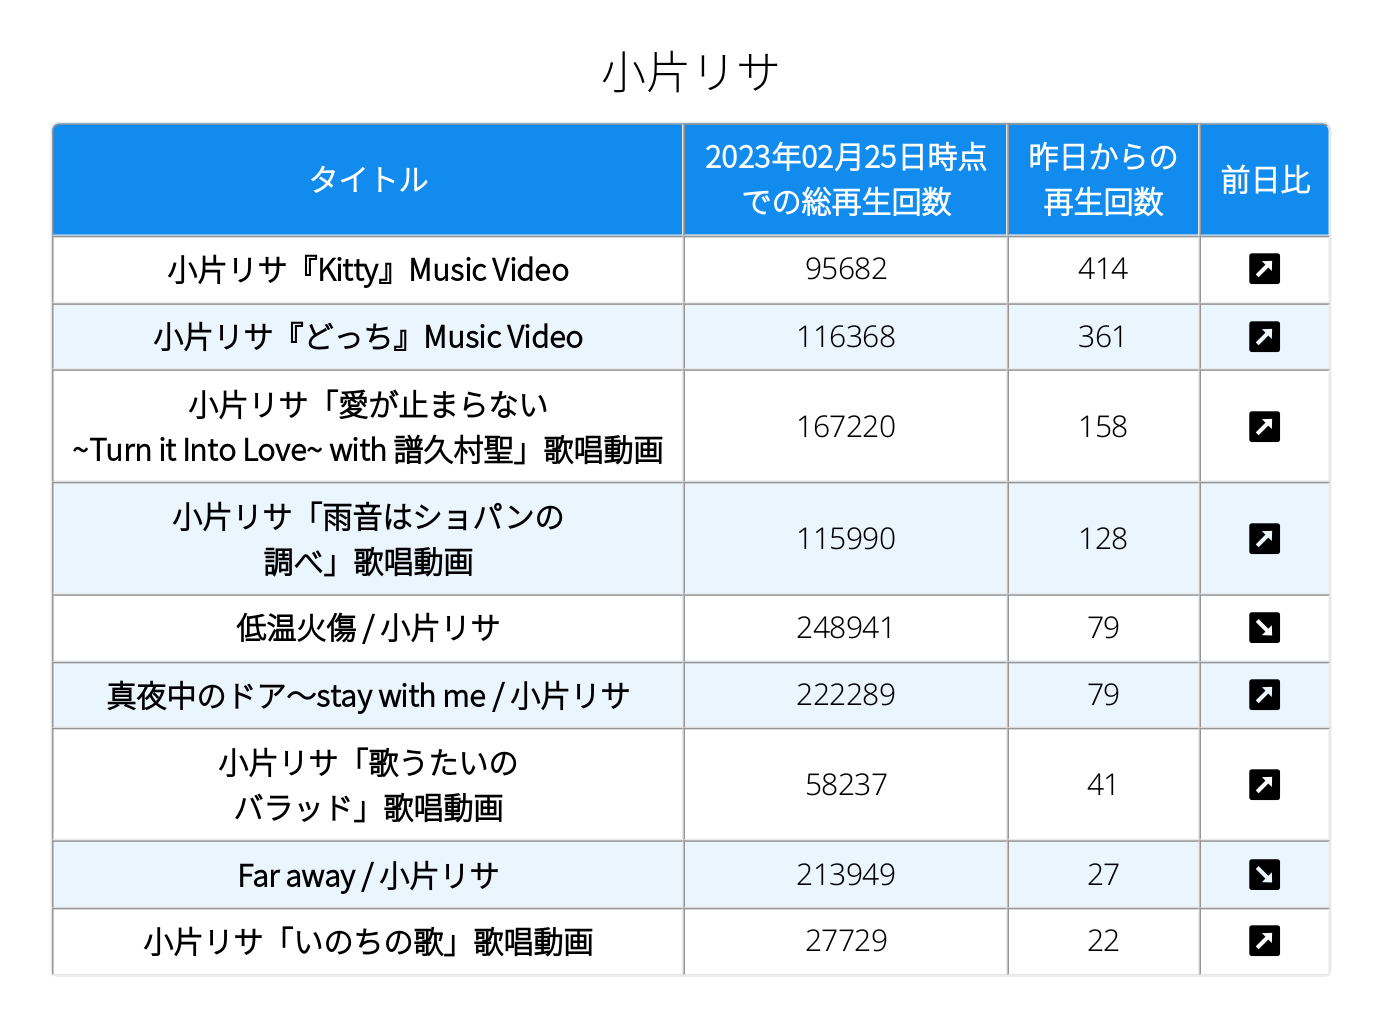 小片リサ
タイトル
2023年02月25日時点
での総再生回数
昨日からの
再生回数
前日比
小片リサ『Kitty』Music Video
95682
414
小片リサ『どっち』Music Video
116368
361
小片リサ「愛が止まらない
~Turn it Into Love~ with 譜久村聖」歌唱動画
167220
158
小片リサ「雨音はショパンの
調べ」歌唱動画
115990
128
低温火傷 / 小片リサ
248941
79
真夜中のドア〜stay with me / 小片リサ
222289
79
小片リサ「歌うたいの
バラッド」歌唱動画
58237
41
Far away / 小片リサ
213949
27
小片リサ「いのちの歌」歌唱動画
27729
22